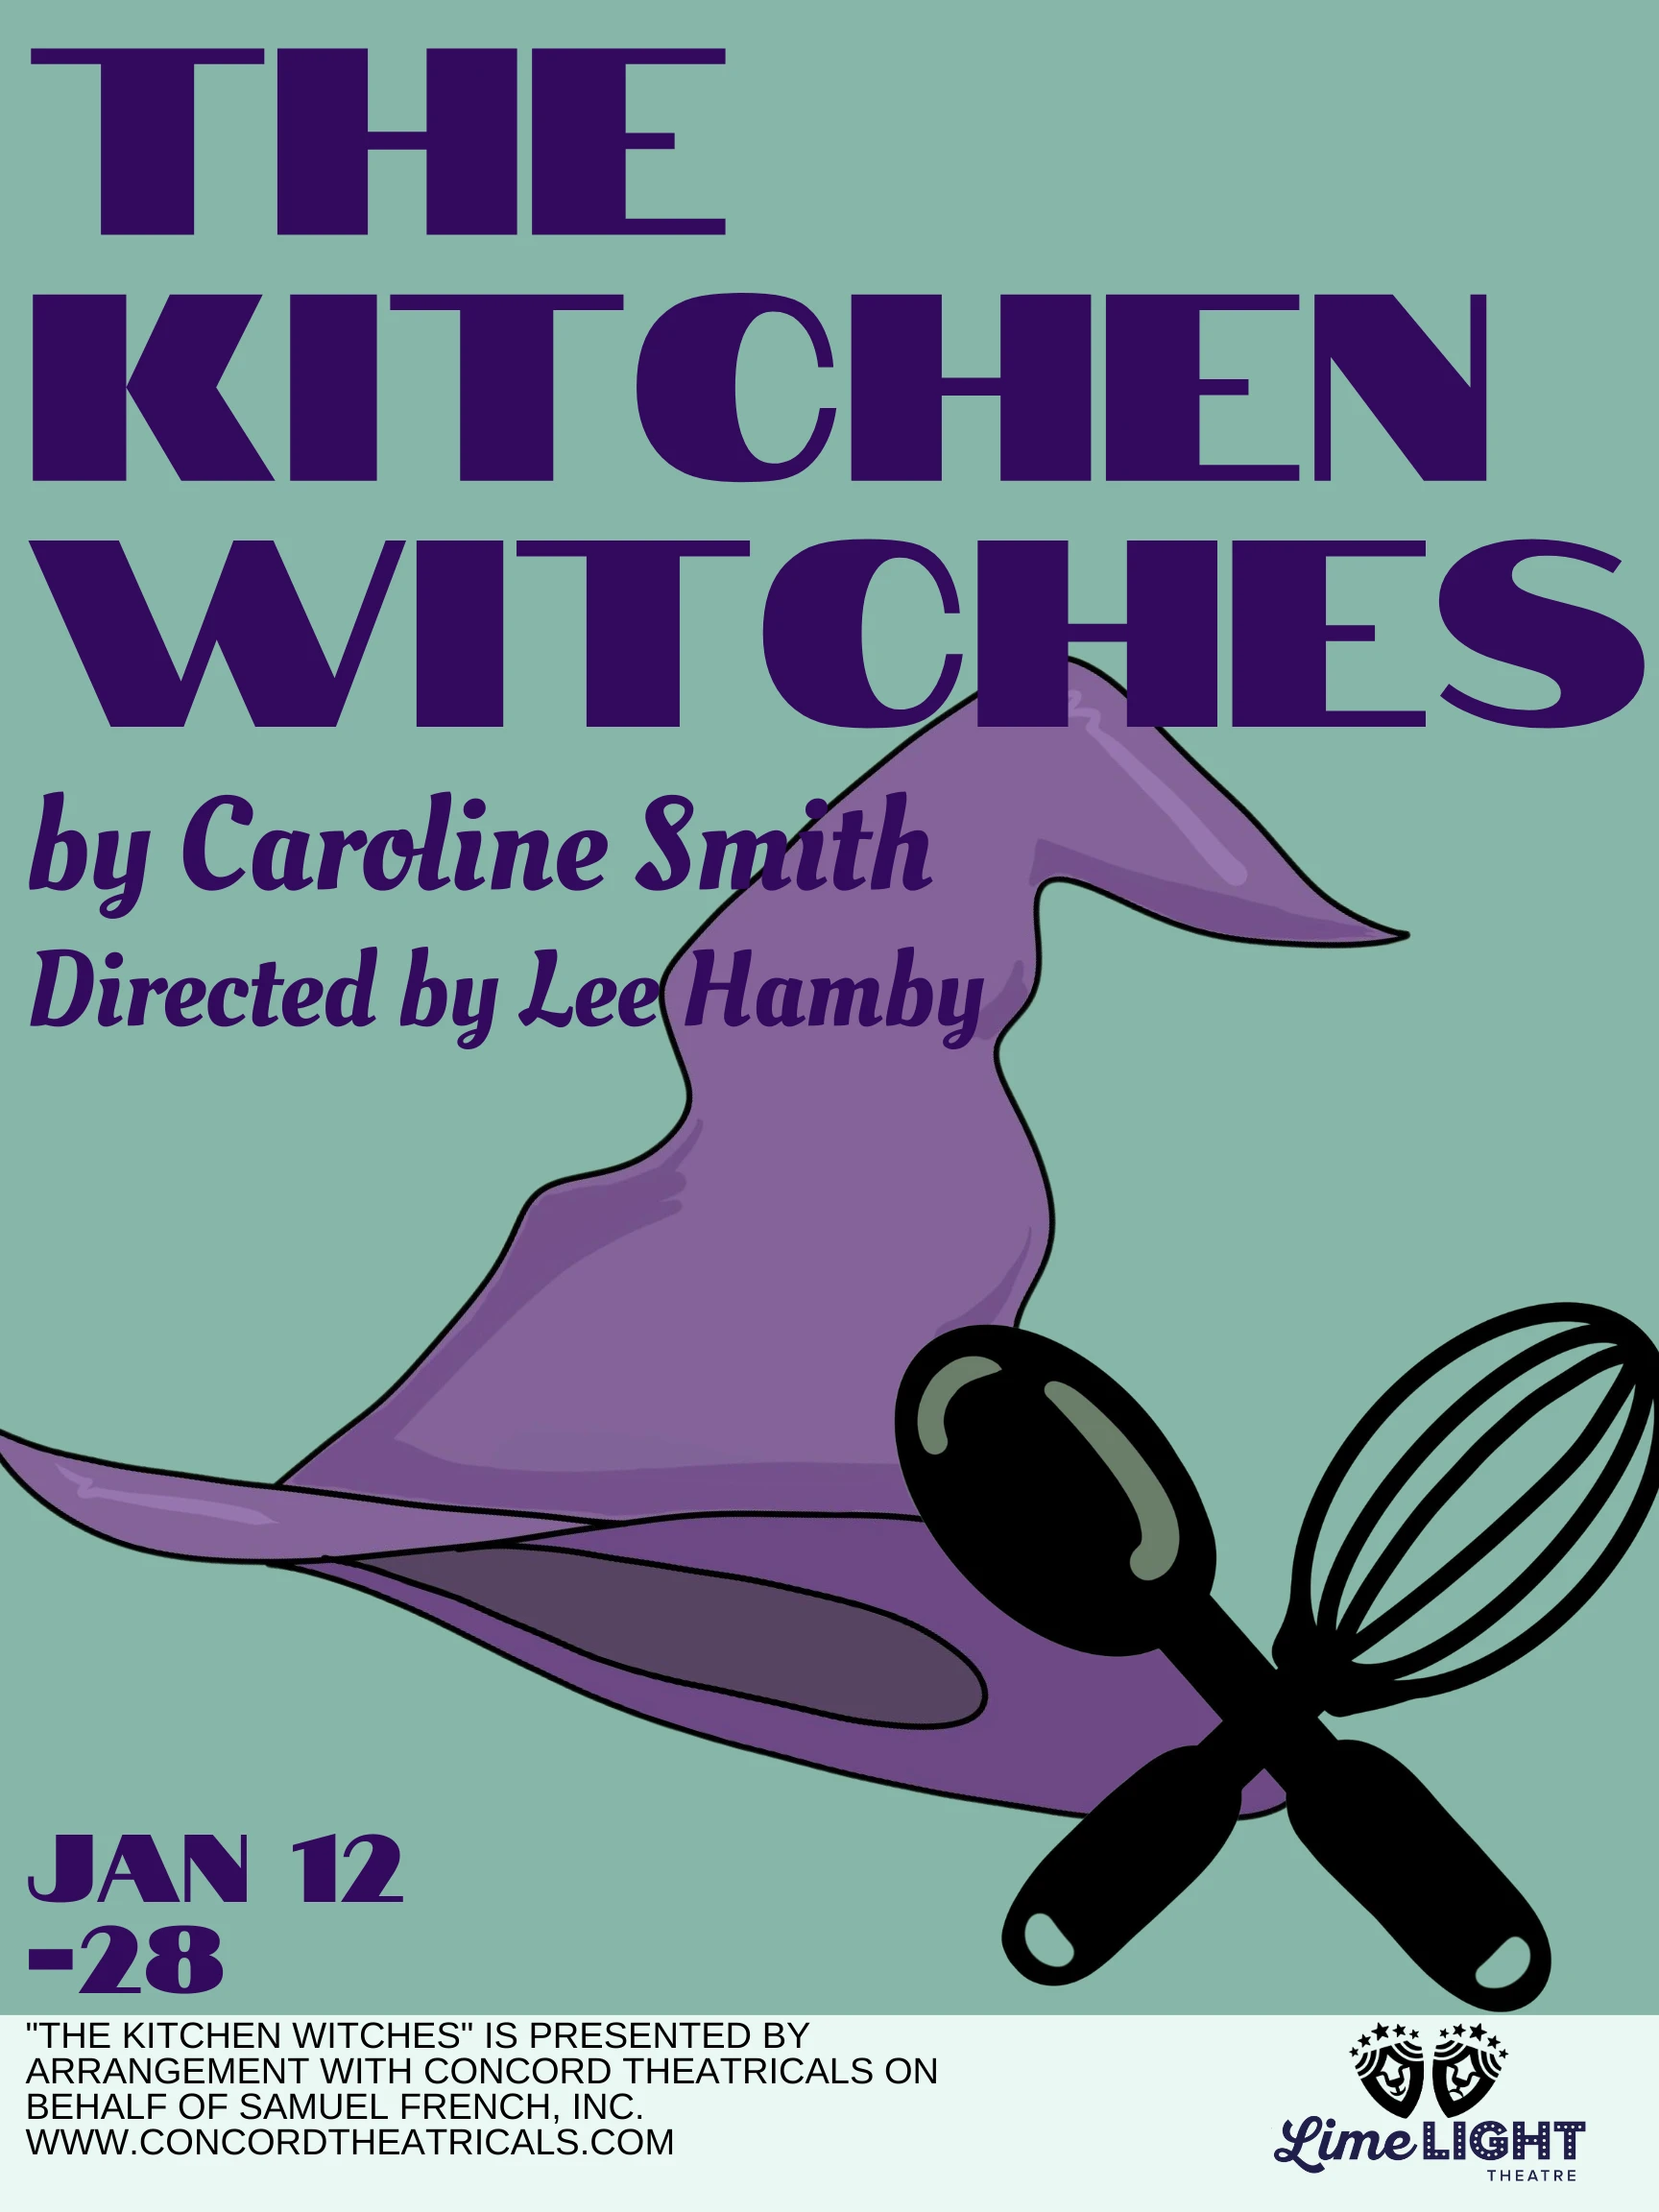 THE
KITCHEN
WITCHES
by Caroline Smith
Directed by Lee Hamby
JAN 12
-28
"THE KITCHEN WITCHES" IS PRESENTED BY
ARRANGEMENT WITH CONCORD THEATRICALS ON
BEHALF OF SAMUEL FRENCH, INC.
WWW.CONCORDTHEATRICALS.COM
Lime LIGHT
THEATRE